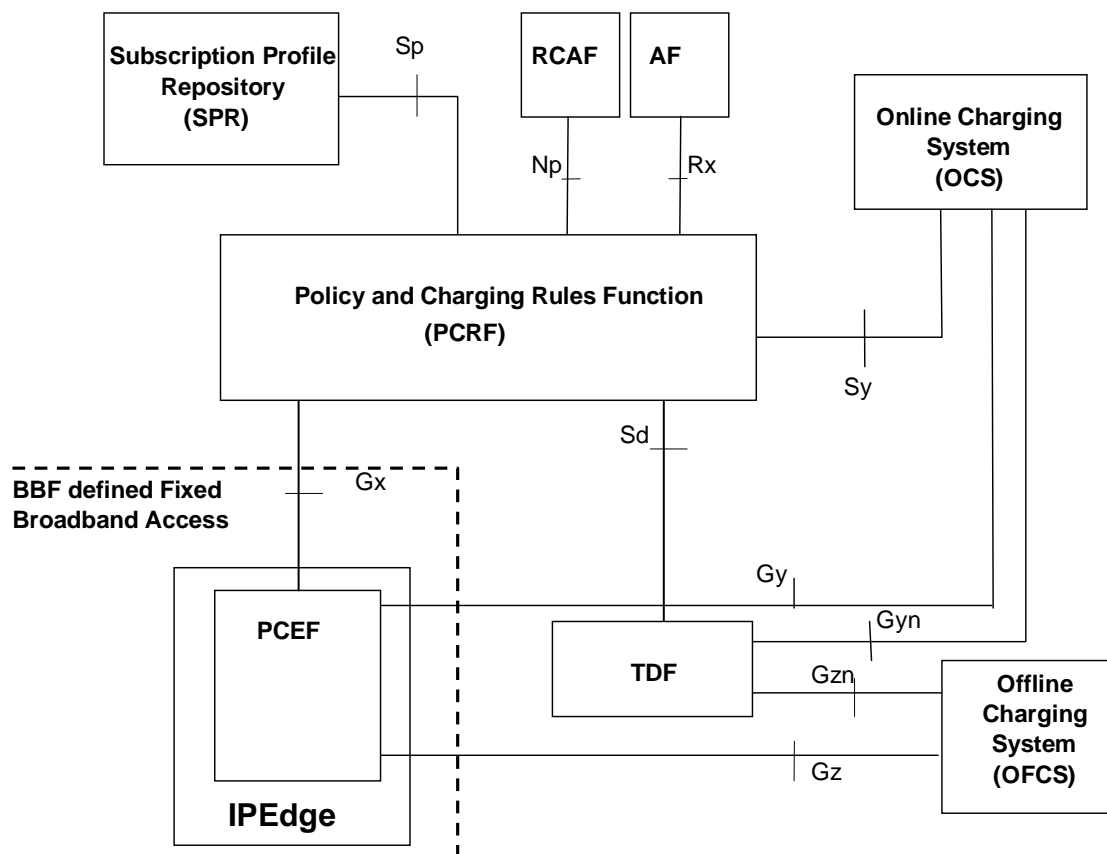 Subscription Profile
Repository
(SPR)
Sp
RCAF
AF
Online Charging
System
(OCS)
Np
Rx
Policy and Charging Rules Function
(PCRF)
Sy
Sd
Gx
BBF defined Fixed
Broadband Access
Gy
Gyn
PCEF
TDF
Gzn
Offline
Charging
System
(OFCS)
Gz
IPEdge